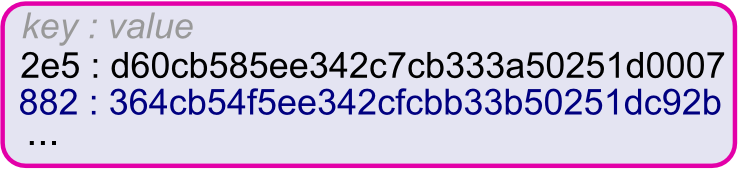 key : value
2e5 : d60cb585ee342c7cb333a50251d0007
882 : 364cb54f5ee342cfcbb33b50251dc92b
...